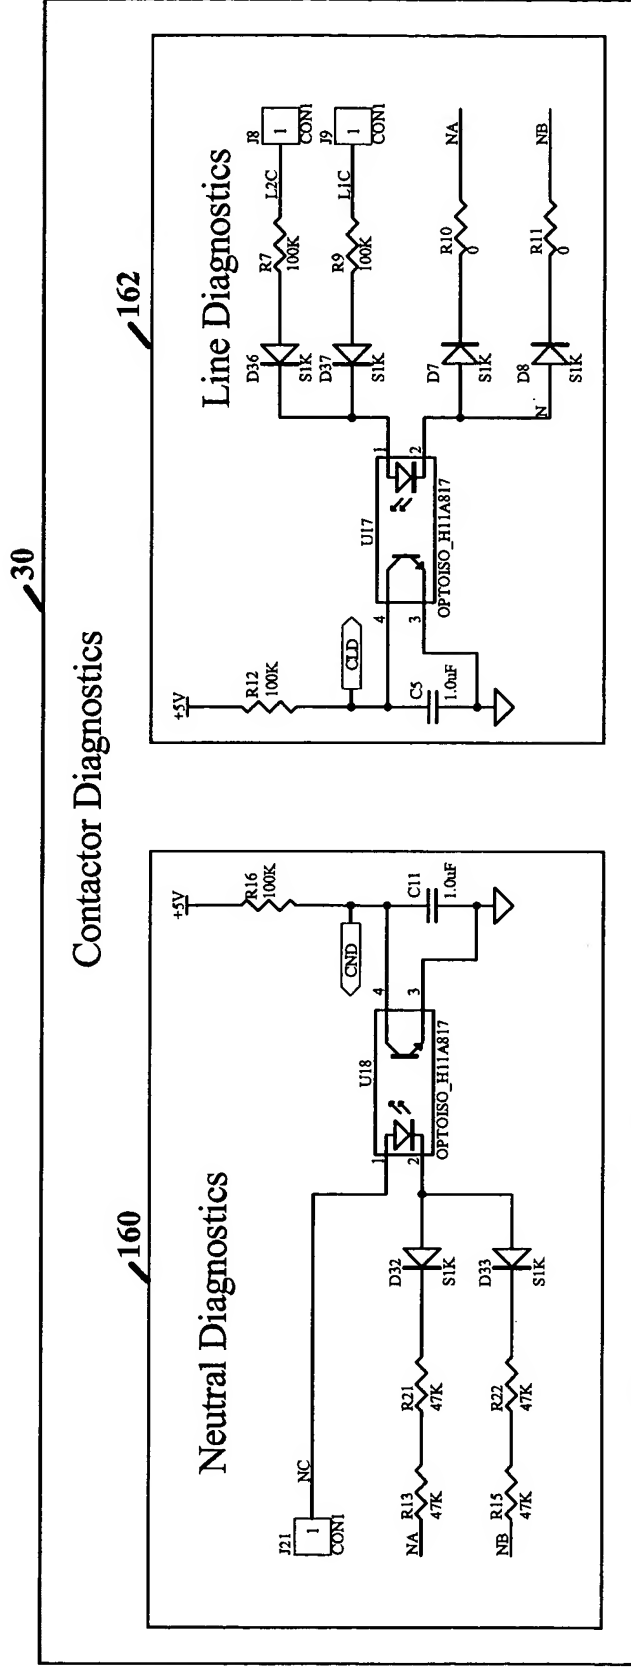 30
Contactor Diagnostics
160
Neutral Diagnostics
J21
1
CON1
NC
NA
R13
47K
R21
47K
D32
S1K
NB
R15
47K
R22
47K
D33
S1K
1
2
U18
OPTOISO_H11A817
4
3
CND
+5V
R16
100K
C11
1.0uF
162
Line Diagnostics
+5V
R12
100K
CLD
C5
1.0uF
4
3
U17
OPTOISO_H11A817
1
2
D36
S1K
R7
100K
L2C
J8
1
CON1
D37
S1K
R9
100K
L1C
J9
1
CON1
D7
S1K
R10
0
NA
N
D8
S1K
R11
0
NB